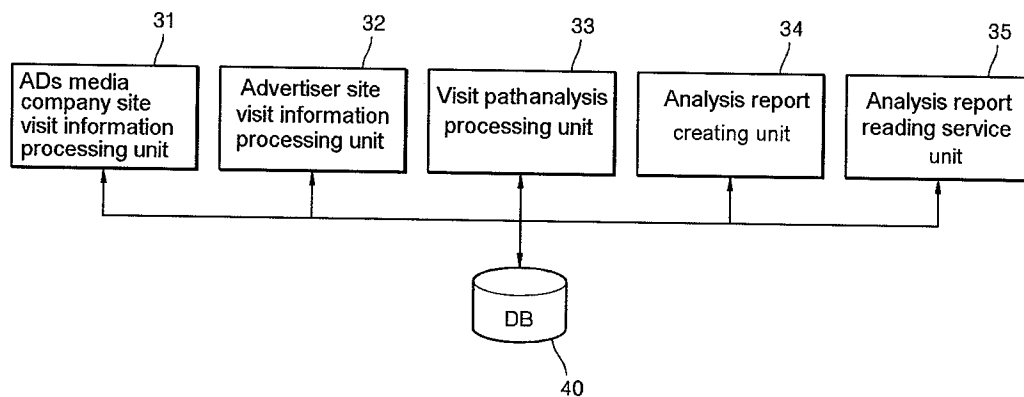 31
32
33
34
35
ADs media
company site
visit information
processing unit
Advertiser site
visit information
processing unit
Visit pathanalysis
processing unit
Analysis report
creating unit
Analysis report
reading service
unit
DB
40